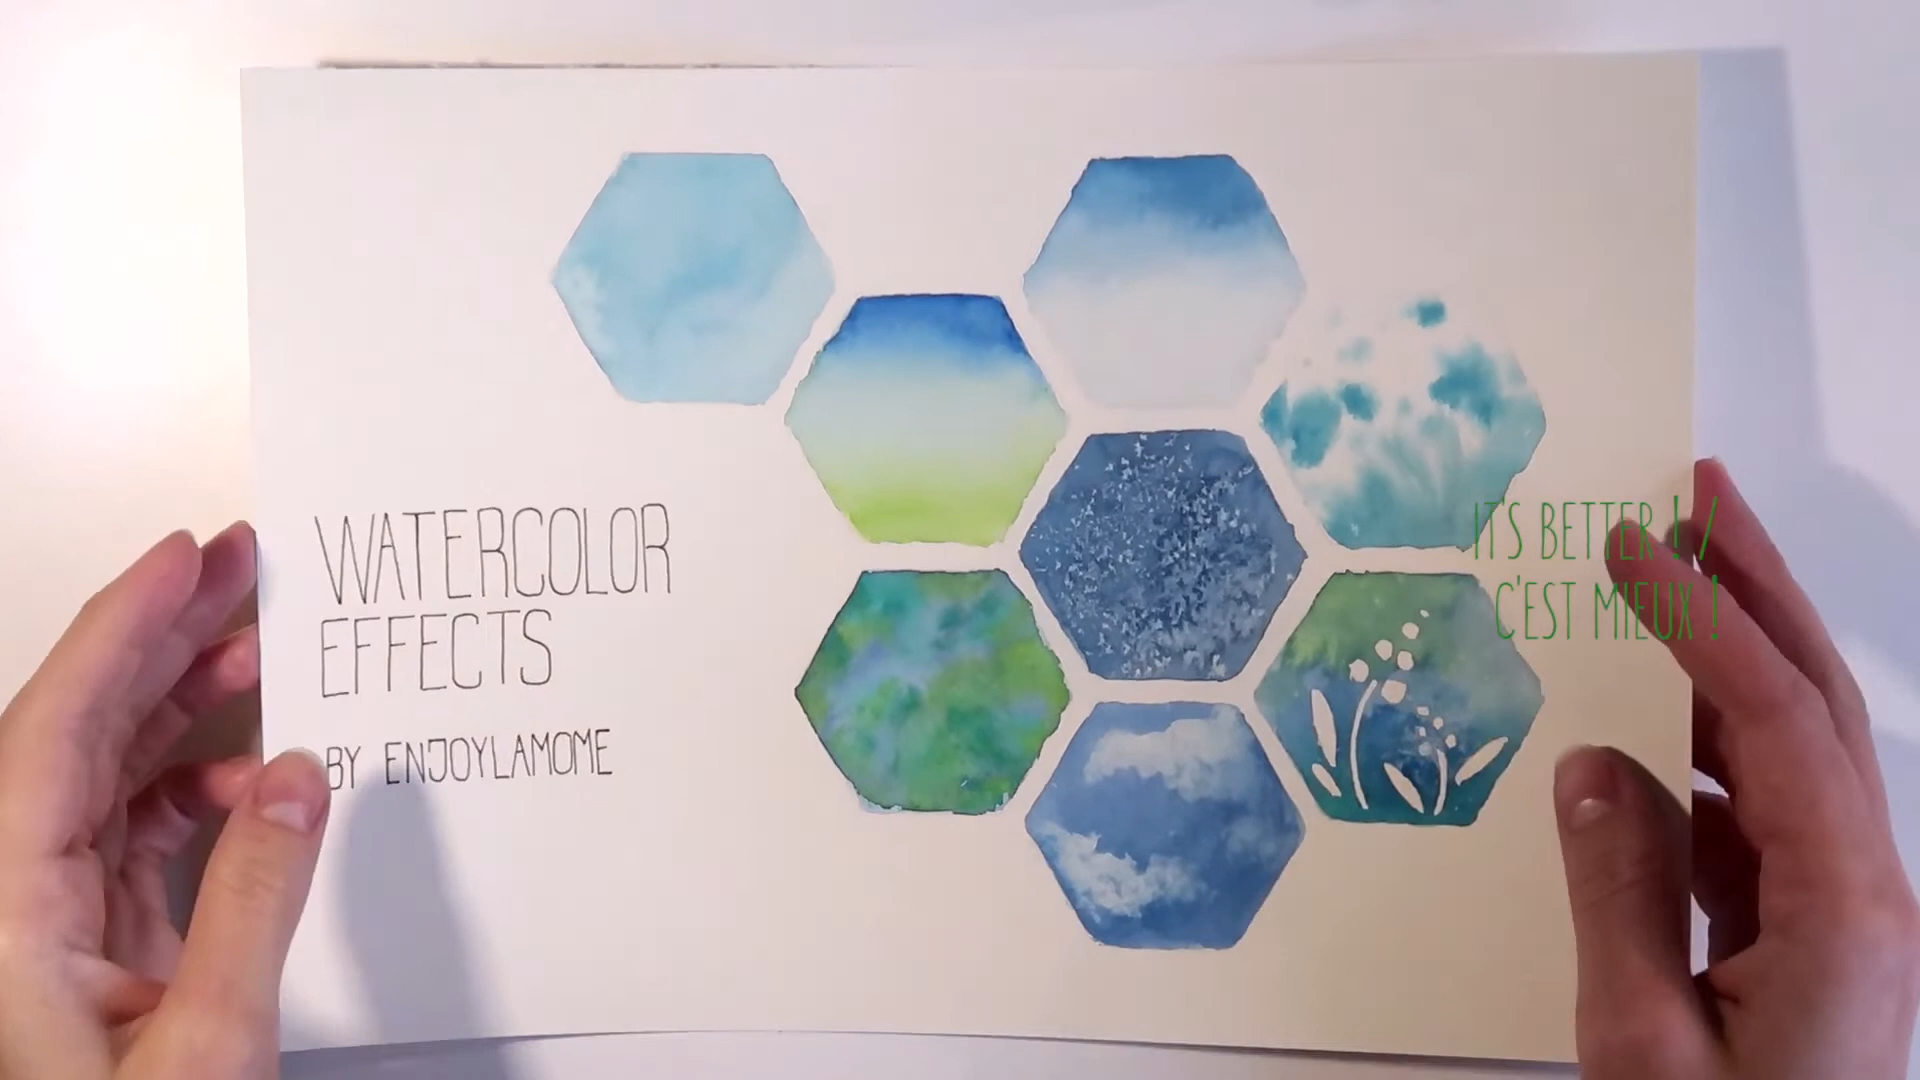 WATERCOLOR
EFFECTS
BY ENJOYLAMOME
IT'S BETTER ! /
C'EST MIEUX !